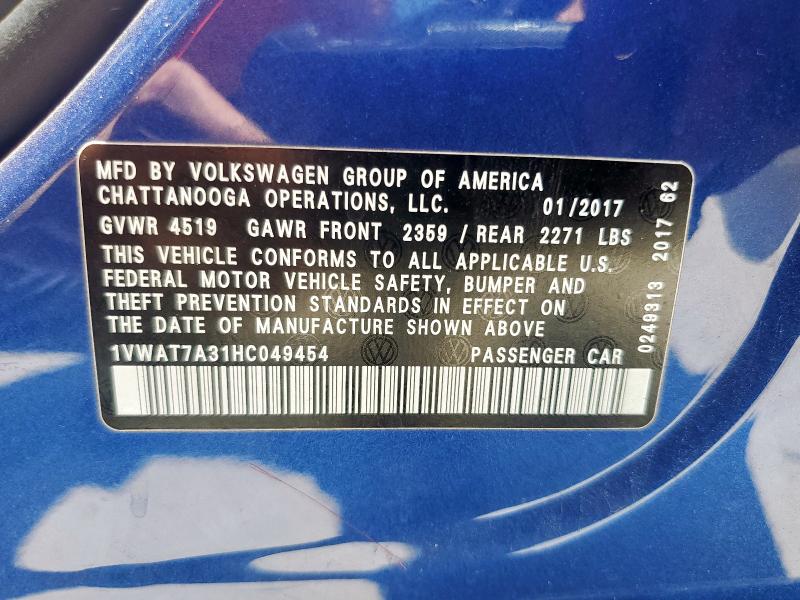 MFD BY VOLKSWAGEN GROUP OF AMERICA
CHATTANOOGA OPERATIONS, LLC. 01/2017
GVWR 4519 GAWR FRONT 2359 / REAR 2271 LBS
THIS VEHICLE CONFORMS TO ALL APPLICABLE U.S.
FEDERAL MOTOR VEHICLE SAFETY, BUMPER AND
THEFT PREVENTION STANDARDS IN EFFECT ON
THE DATE OF MANUFACTURE SHOWN ABOVE
1VWAT7A31HC049454 PASSENGER CAR
0249313 2017 62